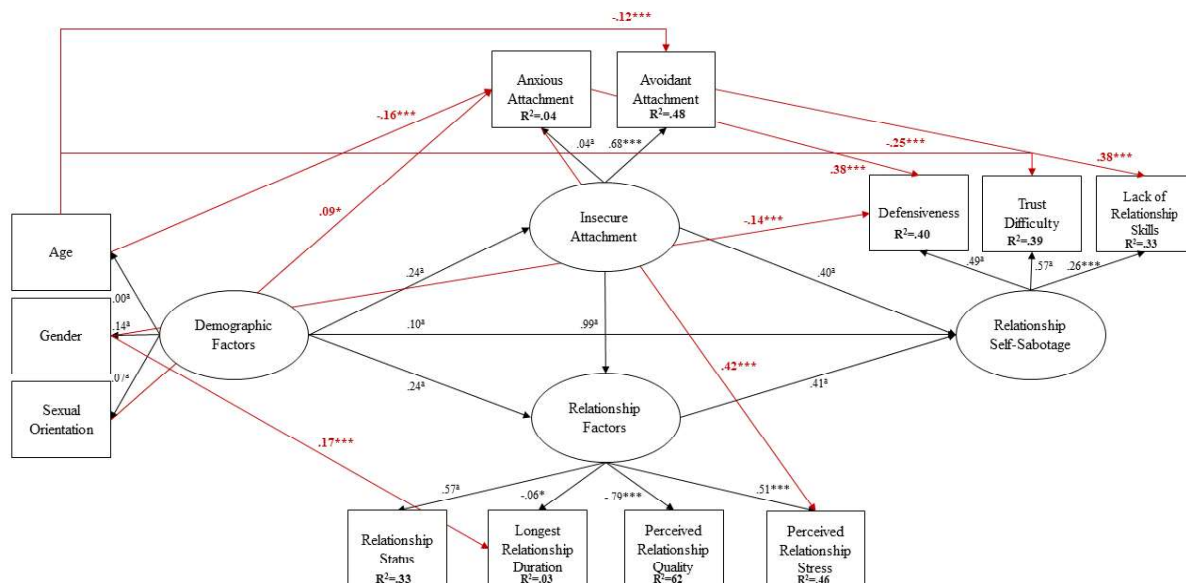 -.12***
Anxious
Attachment
R²=.04
Avoidant
Attachment
R²=.48
-.16***
.04ª
.68***
-.25***
.38***
.38***
Defensiveness
R²=.40
Trust
Difficulty
R²=.39
Lack of
Relationship
Skills
R²=.33
Age
.09*
Insecure
Attachment
-.14***
.49ª
.57ª
.26***
.24ª
.40ª
.00ª
Gender
.14ª
Demographic
Factors
.10ª
.99ª
Relationship
Self-Sabotage
.07ª
.42***
Sexual
Orientation
.24ª
Relationship
Factors
.41ª
.17***
.57ª
-.06*
-.79***
.51***
Relationship
Status
R²=.33
Longest
Relationship
Duration
R²=.03
Perceived
Relationship
Quality
R²=62
Perceived
Relationship
Stress
R²=.46